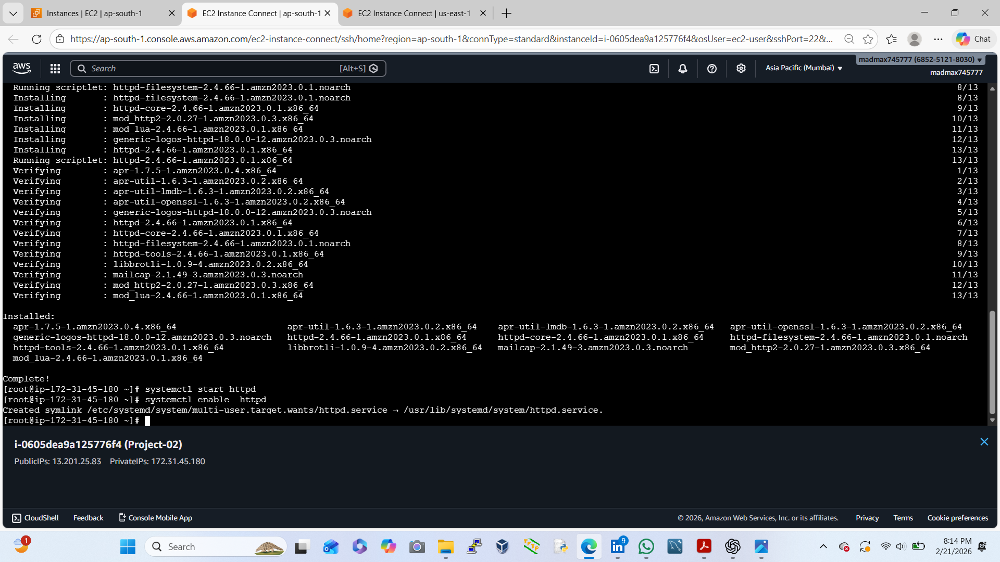 Instances | EC2 | ap-south-1
EC2 Instance Connect | ap-south-1
EC2 Instance Connect | us-east-1
https://ap-south-1.console.aws.amazon.com/ec2-instance-connect/ssh/home?region=ap-south-1&connType=standard&instanceId=i-0605dea9a125776f4&osUser=ec2-user&sshPort=22&...
Chat
aws
Search
[Alt+S]
Asia Pacific (Mumbai)
madmax745777 (6852-5121-8030)
madmax745777
Running scriptlet: httpd-filesystem-2.4.66-1.amzn2023.0.1.noarch 8/13
Installing : httpd-filesystem-2.4.66-1.amzn2023.0.1.noarch 8/13
Installing : httpd-core-2.4.66-1.amzn2023.0.1.x86_64 9/13
Installing : mod_http2-2.0.27-1.amzn2023.0.3.x86_64 10/13
Installing : mod_lua-2.4.66-1.amzn2023.0.1.x86_64 11/13
Installing : generic-logos-httpd-18.0.0-12.amzn2023.0.3.noarch 12/13
Installing : httpd-2.4.66-1.amzn2023.0.1.x86_64 13/13
Running scriptlet: httpd-2.4.66-1.amzn2023.0.1.x86_64 13/13
Verifying : apr-1.7.5-1.amzn2023.0.4.x86_64 1/13
Verifying : apr-util-1.6.3-1.amzn2023.0.2.x86_64 2/13
Verifying : apr-util-lmdb-1.6.3-1.amzn2023.0.2.x86_64 3/13
Verifying : apr-util-openssl-1.6.3-1.amzn2023.0.2.x86_64 4/13
Verifying : generic-logos-httpd-18.0.0-12.amzn2023.0.3.noarch 5/13
Verifying : httpd-2.4.66-1.amzn2023.0.1.x86_64 6/13
Verifying : httpd-core-2.4.66-1.amzn2023.0.1.x86_64 7/13
Verifying : httpd-filesystem-2.4.66-1.amzn2023.0.1.noarch 8/13
Verifying : httpd-tools-2.4.66-1.amzn2023.0.1.x86_64 9/13
Verifying : libbrotli-1.0.9-4.amzn2023.0.2.x86_64 10/13
Verifying : mailcap-2.1.49-3.amzn2023.0.3.noarch 11/13
Verifying : mod_http2-2.0.27-1.amzn2023.0.3.x86_64 12/13
Verifying : mod_lua-2.4.66-1.amzn2023.0.1.x86_64 13/13
Installed:
apr-1.7.5-1.amzn2023.0.4.x86_64 apr-util-1.6.3-1.amzn2023.0.2.x86_64 apr-util-lmdb-1.6.3-1.amzn2023.0.2.x86_64 apr-util-openssl-1.6.3-1.amzn2023.0.2.x86_64
generic-logos-httpd-18.0.0-12.amzn2023.0.3.noarch httpd-2.4.66-1.amzn2023.0.1.x86_64 httpd-core-2.4.66-1.amzn2023.0.1.x86_64 httpd-filesystem-2.4.66-1.amzn2023.0.1.noarch
httpd-tools-2.4.66-1.amzn2023.0.1.x86_64 libbrotli-1.0.9-4.amzn2023.0.2.x86_64 mailcap-2.1.49-3.amzn2023.0.3.noarch mod_http2-2.0.27-1.amzn2023.0.3.x86_64
mod_lua-2.4.66-1.amzn2023.0.1.x86_64
Complete!
[root@ip-172-31-45-180 ~]# systemctl start httpd
[root@ip-172-31-45-180 ~]# systemctl enable  httpd
Created symlink /etc/systemd/system/multi-user.target.wants/httpd.service → /usr/lib/systemd/system/httpd.service.
[root@ip-172-31-45-180 ~]#
i-0605dea9a125776f4 (Project-02)
PublicIPs: 13.201.25.83 PrivateIPs: 172.31.45.180
CloudShell Feedback Console Mobile App
© 2026, Amazon Web Services, Inc. or its affiliates. Privacy Terms Cookie preferences
1
Search
TFTP
9
8:14 PM
2/21/2026